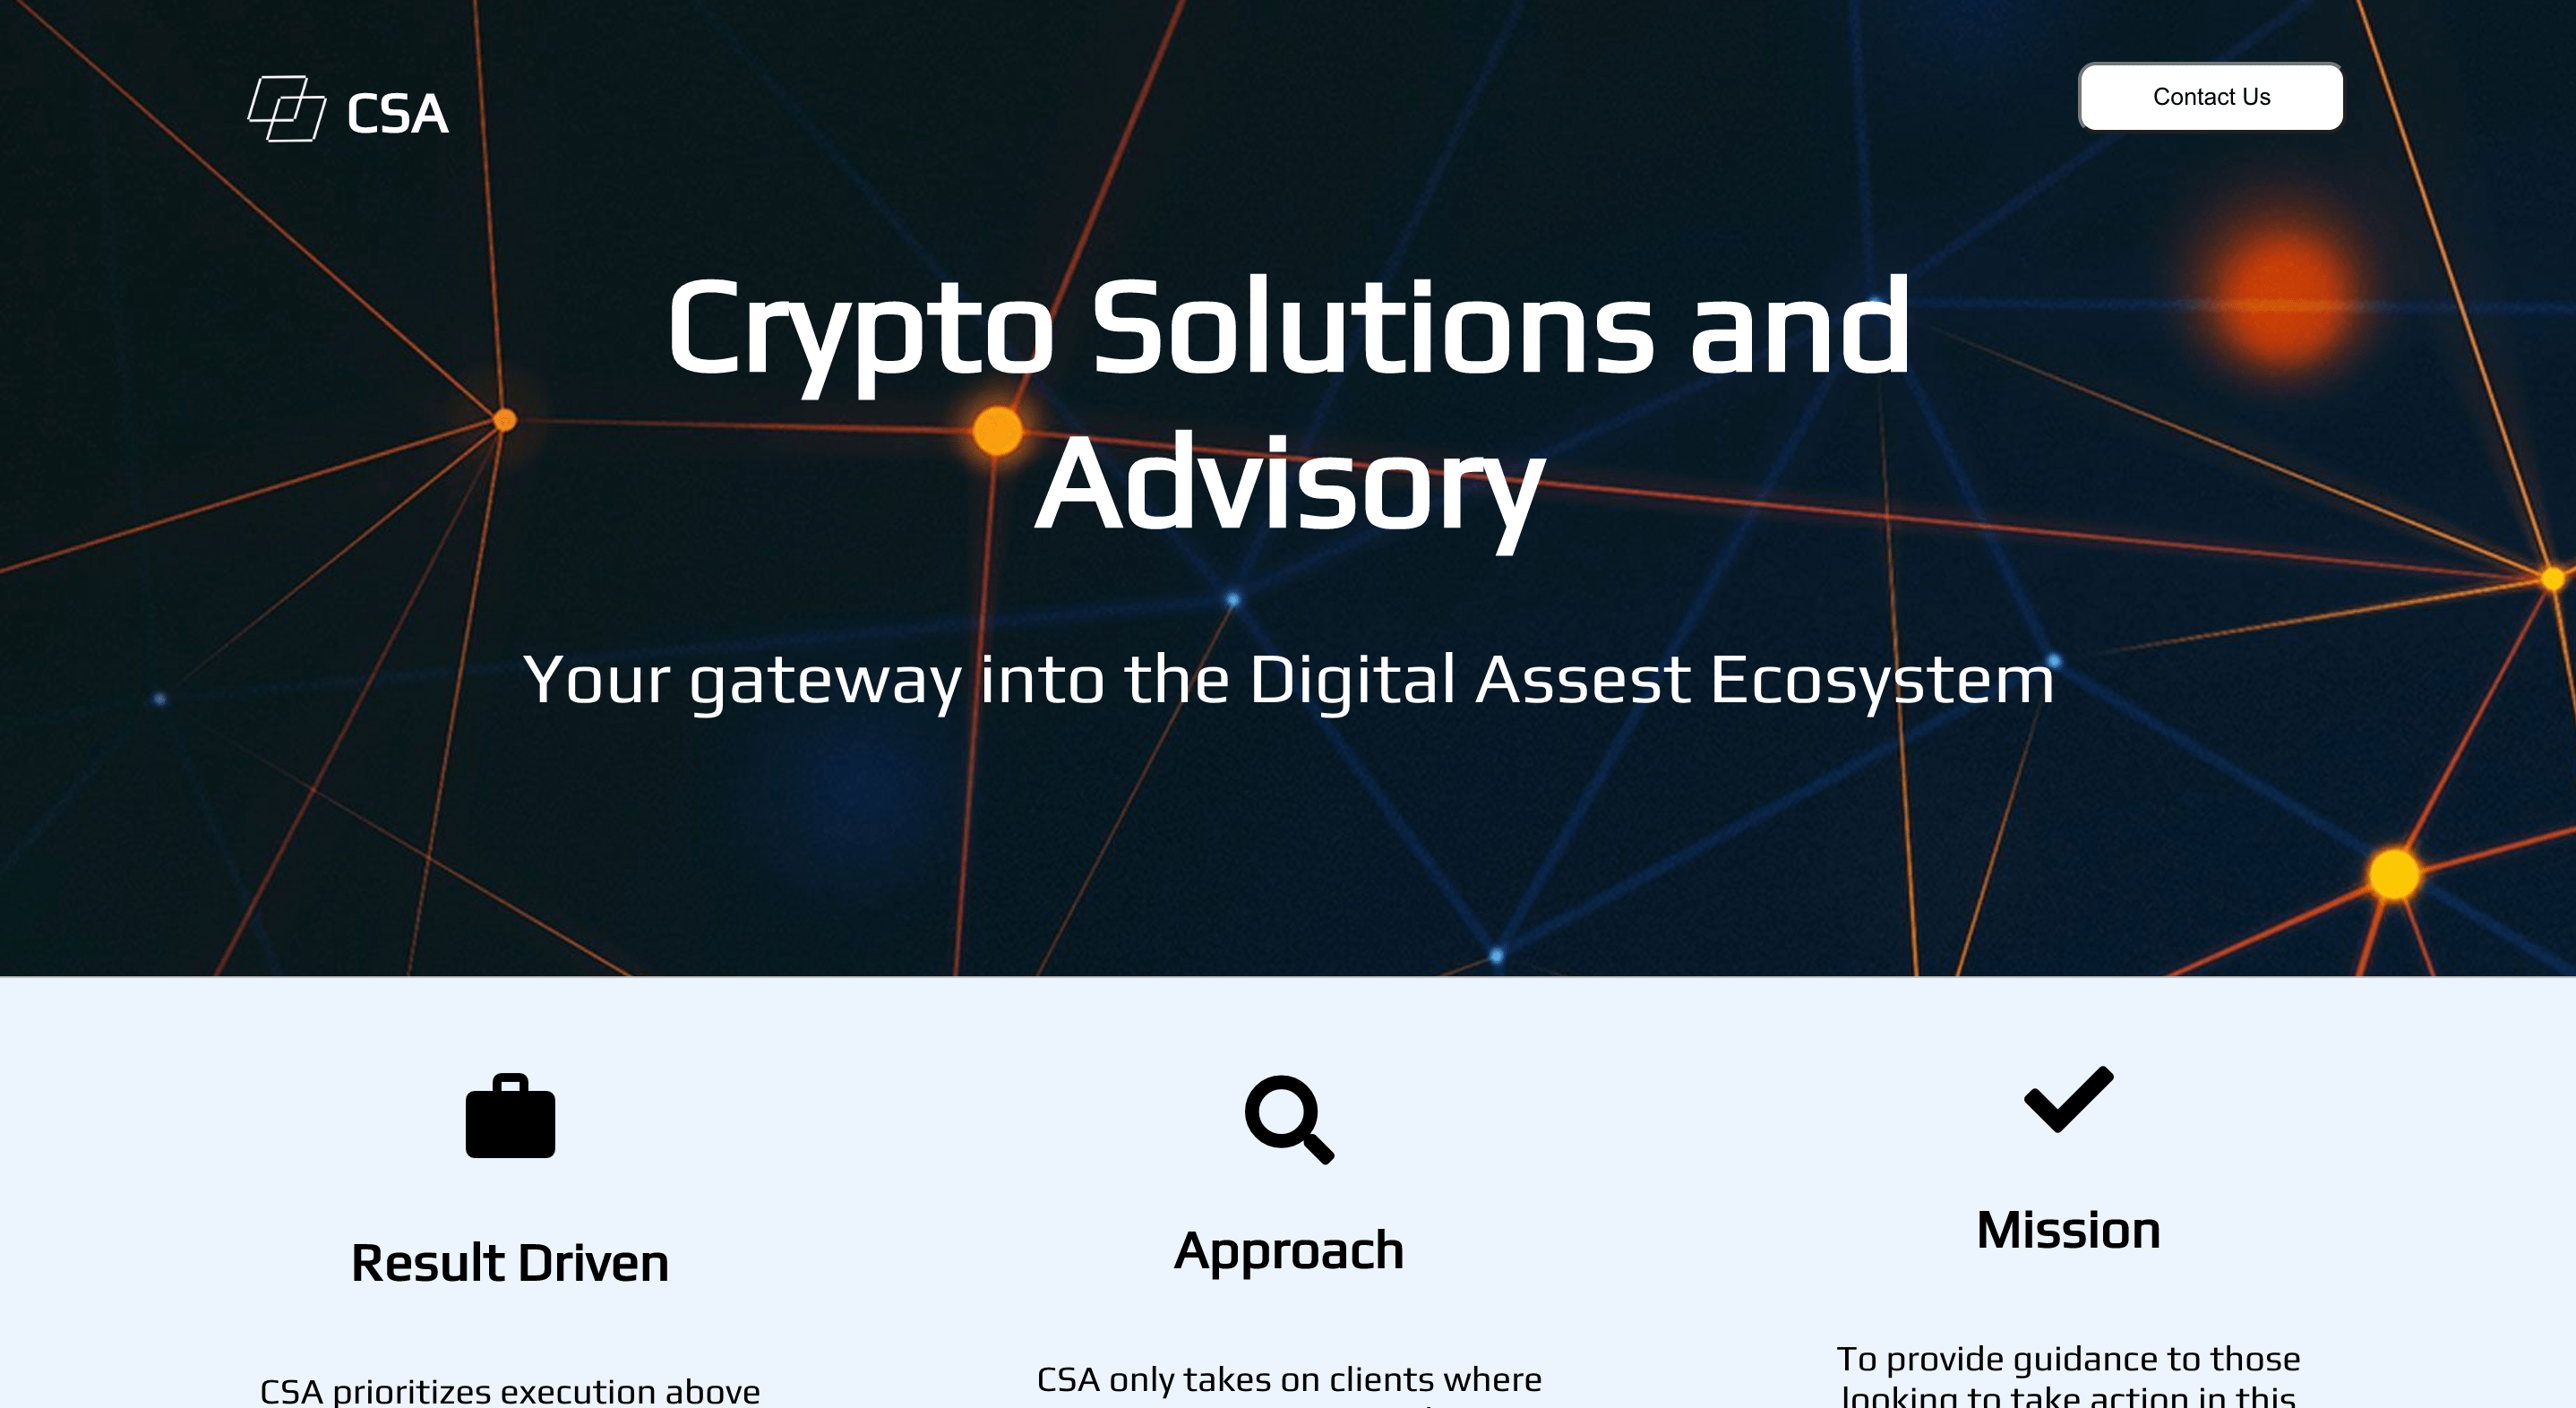 CSA
Contact Us
Crypto Solutions and
Advisory
Your gateway into the Digital Assest Ecosystem
Result Driven
Approach
Mission
CSA prioritizes execution above
CSA only takes on clients where
To provide guidance to those
looking to take action in this